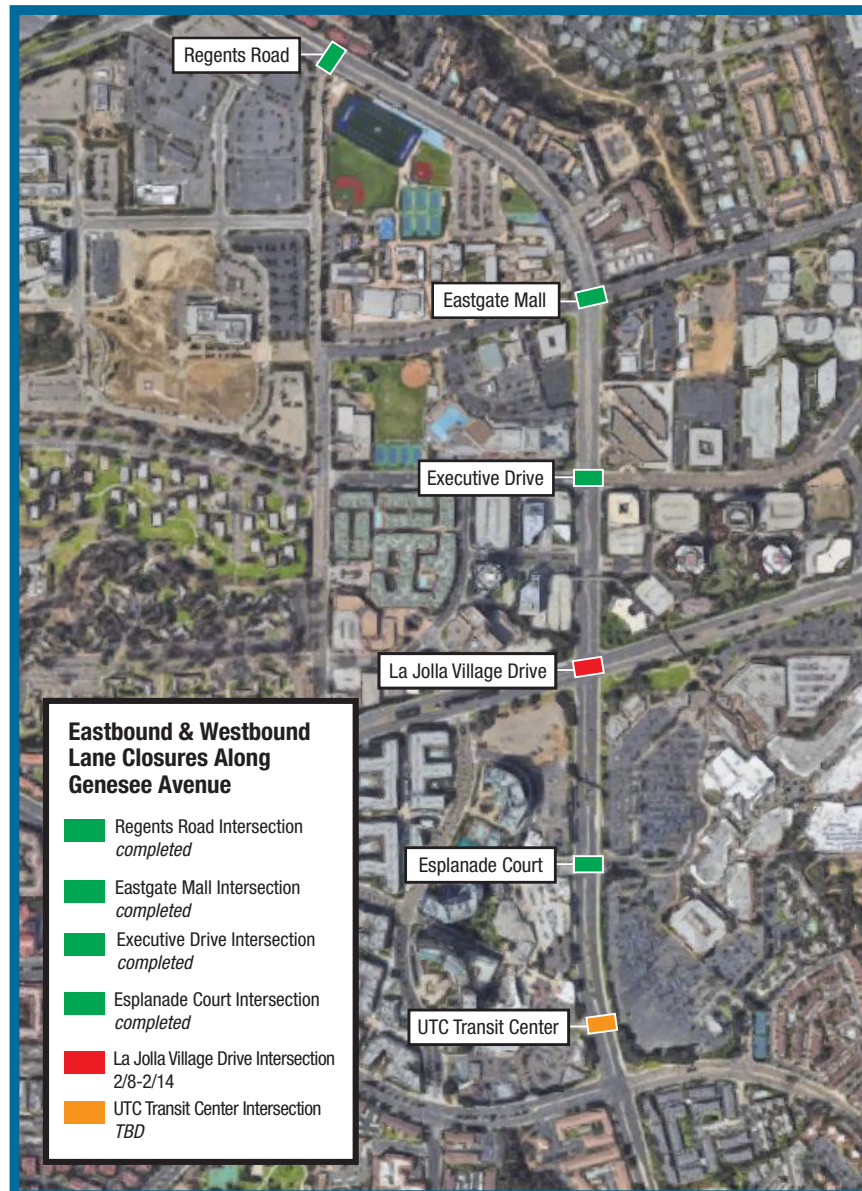 Regents Road
Eastgate Mall
Executive Drive
La Jolla Village Drive
Esplanade Court
UTC Transit Center
Eastbound & Westbound
Lane Closures Along
Genesee Avenue
Regents Road Intersection
completed
Eastgate Mall Intersection
completed
Executive Drive Intersection
completed
Esplanade Court Intersection
completed
La Jolla Village Drive Intersection
2/8-2/14
UTC Transit Center Intersection
TBD